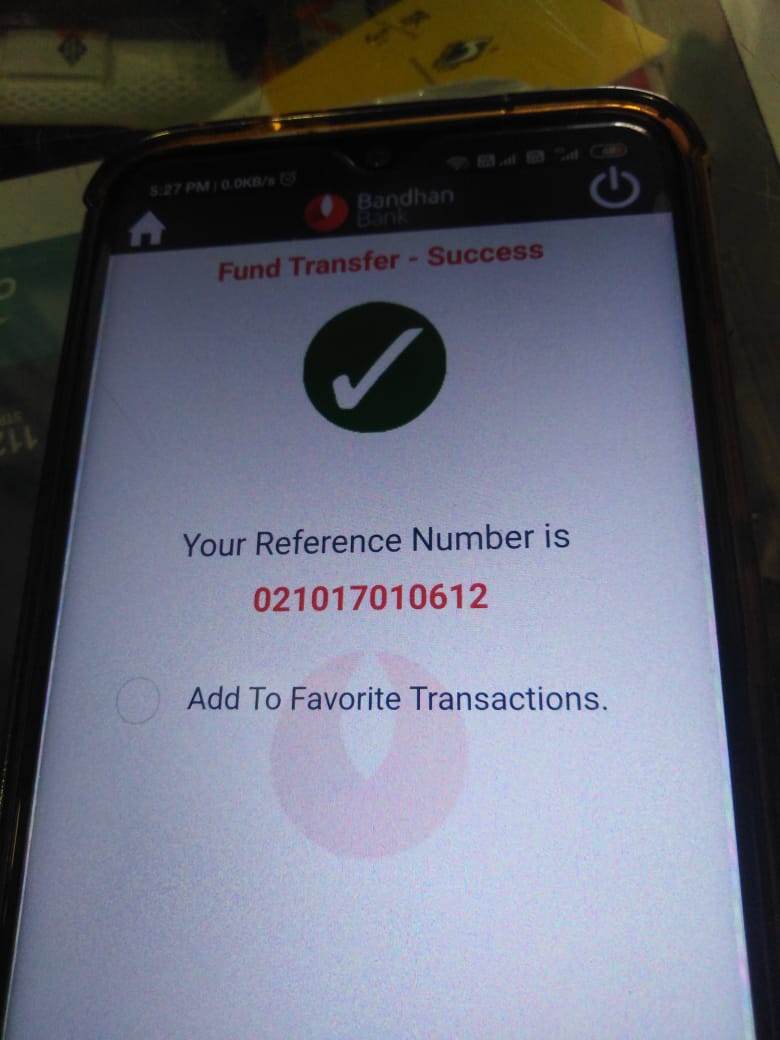 5:27 PM | 0.0KB/s
Bandhan
Bank
Fund Transfer - Success
Your Reference Number is
021017010612
Add To Favorite Transactions.
112